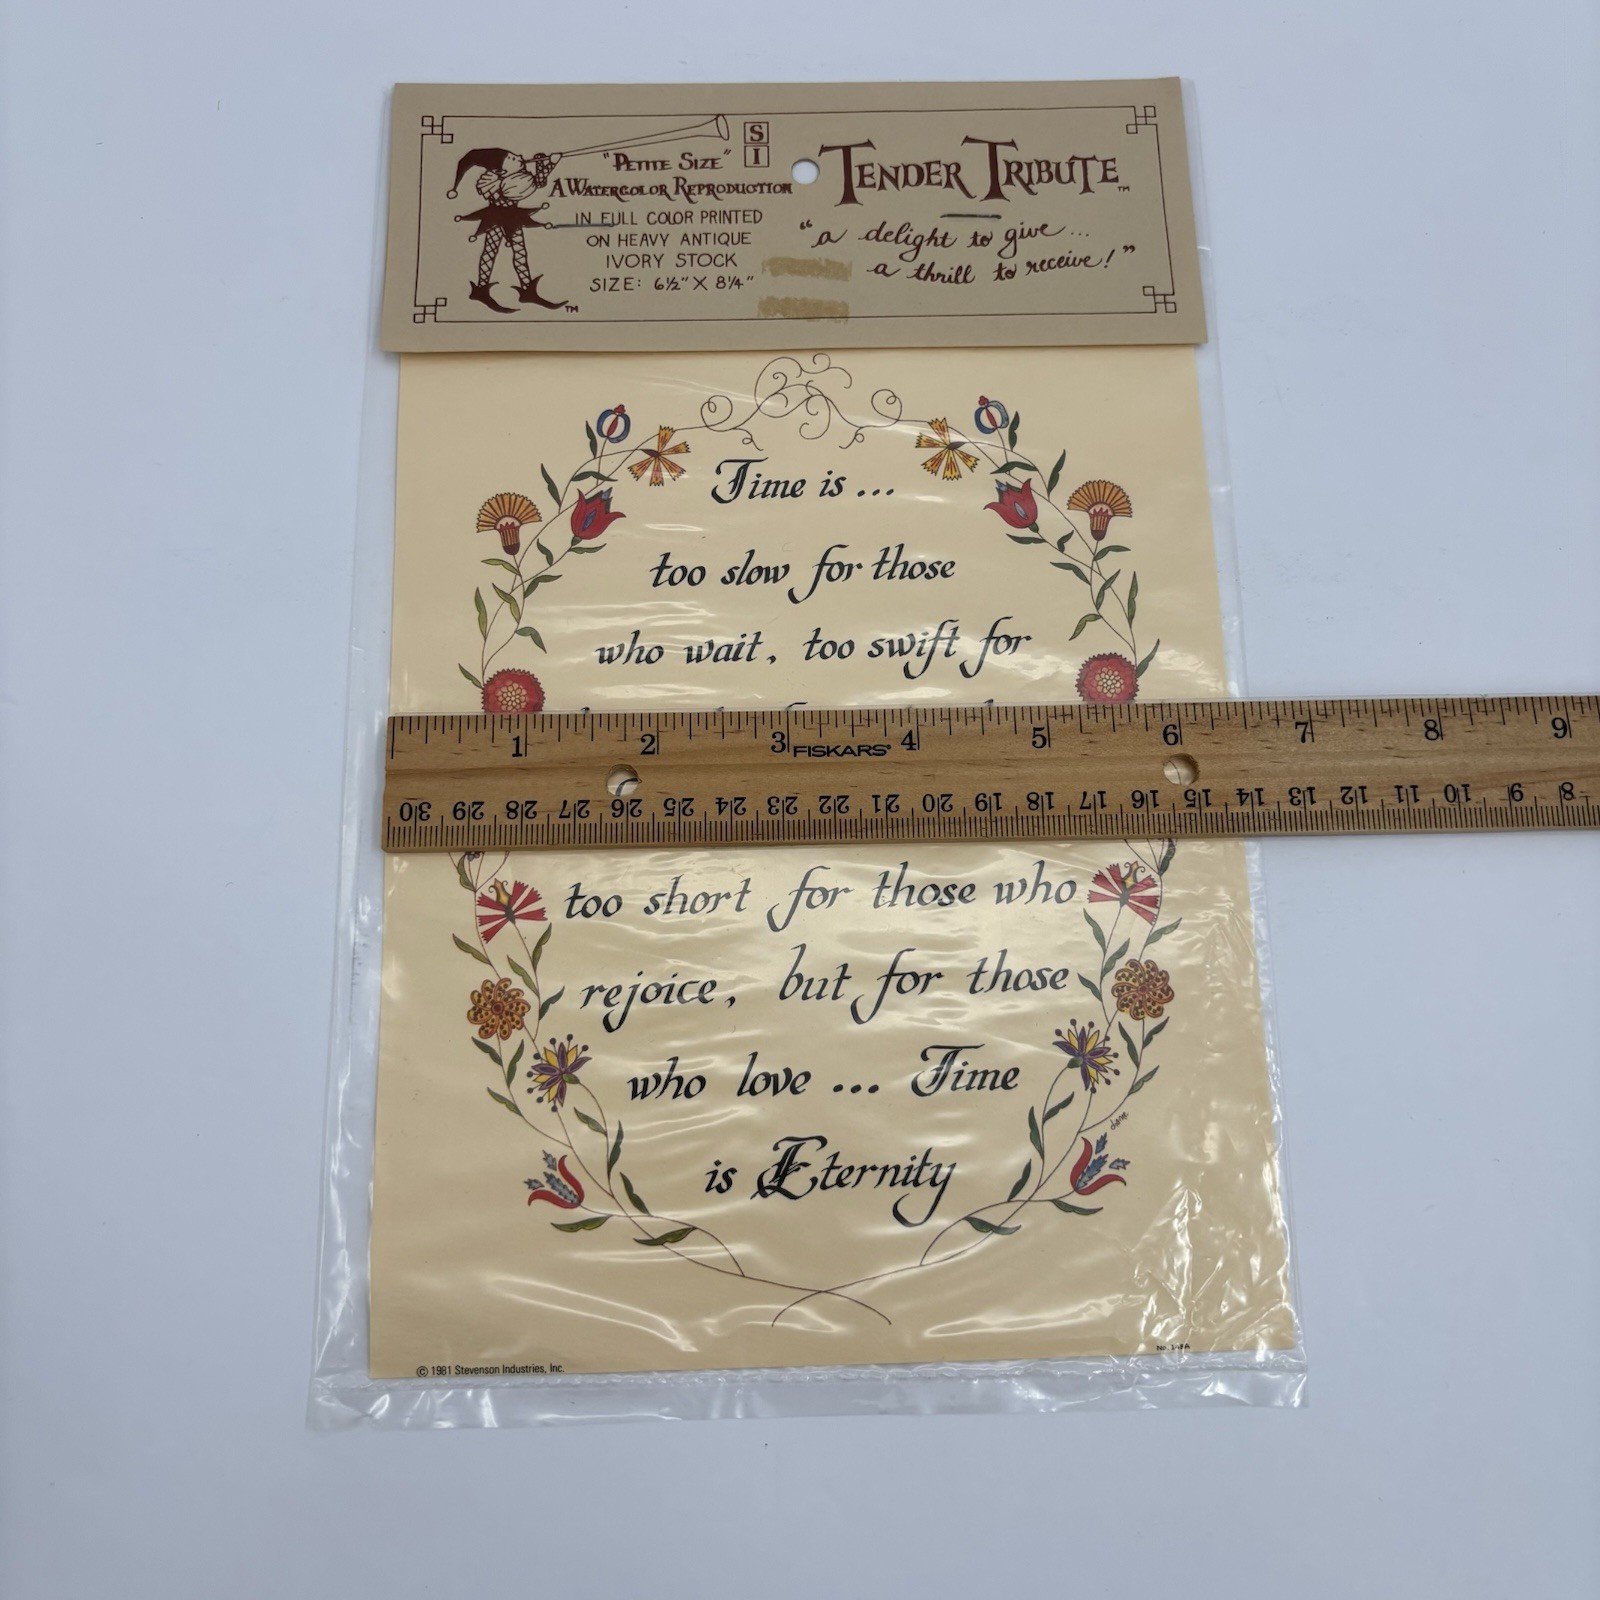 "PETITE SIZE"
S
I
A WATERCOLOR REPRODUCTION
IN FULL COLOR PRINTED
ON HEAVY ANTIQUE
IVORY STOCK
SIZE: 6½" X 8¼"
TM
TENDER TRIBUTE TM
"a delight to give...
a thrill to receive!"
Time is...
too slow for those
who wait, too swift for
1 2 3 FISKARS® 4 5 6 7 8 9
30 29 28 27 26 25 24 23 22 21 20 19 18 17 16 15 14 13 12 11 10 9 8
too short for those who
rejoice, but for those
who love... Time
is Eternity
© 1981 Stevenson Industries, Inc.